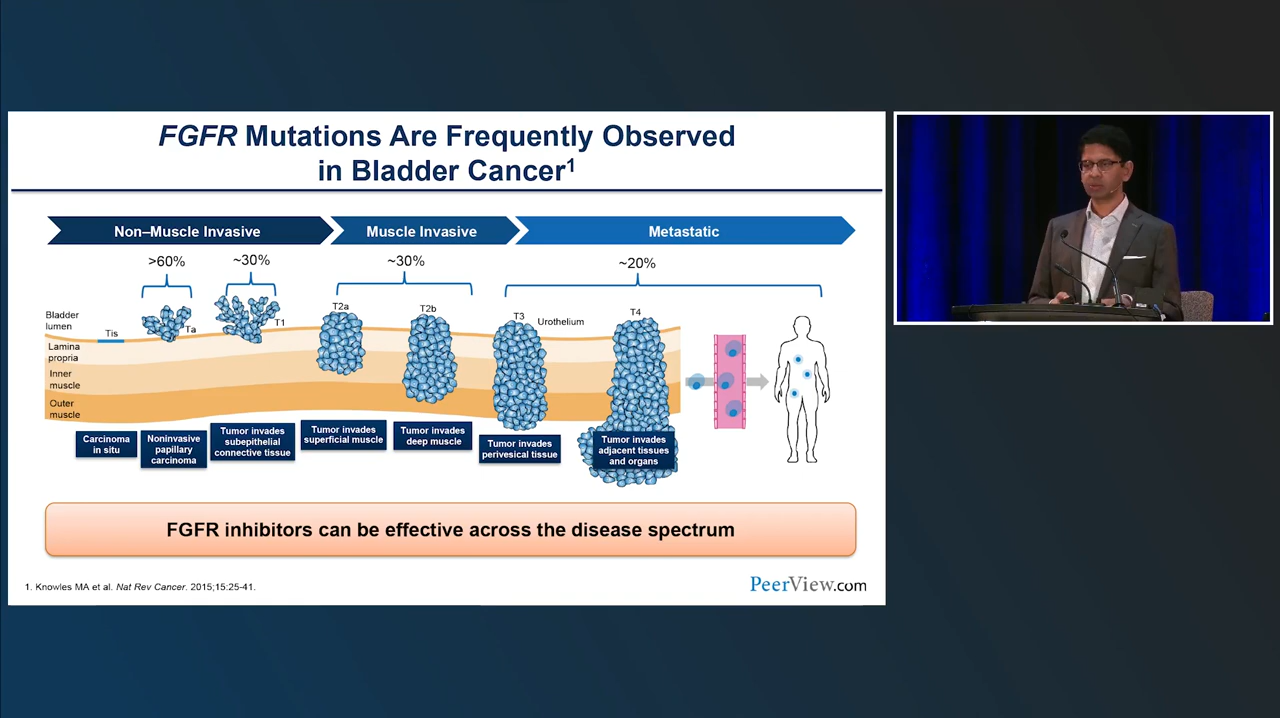 FGFR Mutations Are Frequently Observed
in Bladder Cancer1
Non–Muscle Invasive
Muscle Invasive
Metastatic
>60%
~30%
~30%
~20%
Bladder
lumen
Tis
Ta
T1
T2a
T2b
T3
Urothelium
T4
Lamina
propria
Inner
muscle
Outer
muscle
Carcinoma
in situ
Noninvasive
papillary
carcinoma
Tumor invades
subepithelial
connective tissue
Tumor invades
superficial muscle
Tumor invades
deep muscle
Tumor invades
perivesical tissue
Tumor invades
adjacent tissues
and organs
FGFR inhibitors can be effective across the disease spectrum
1. Knowles MA et al. Nat Rev Cancer. 2015;15:25-41.
PeerView.com